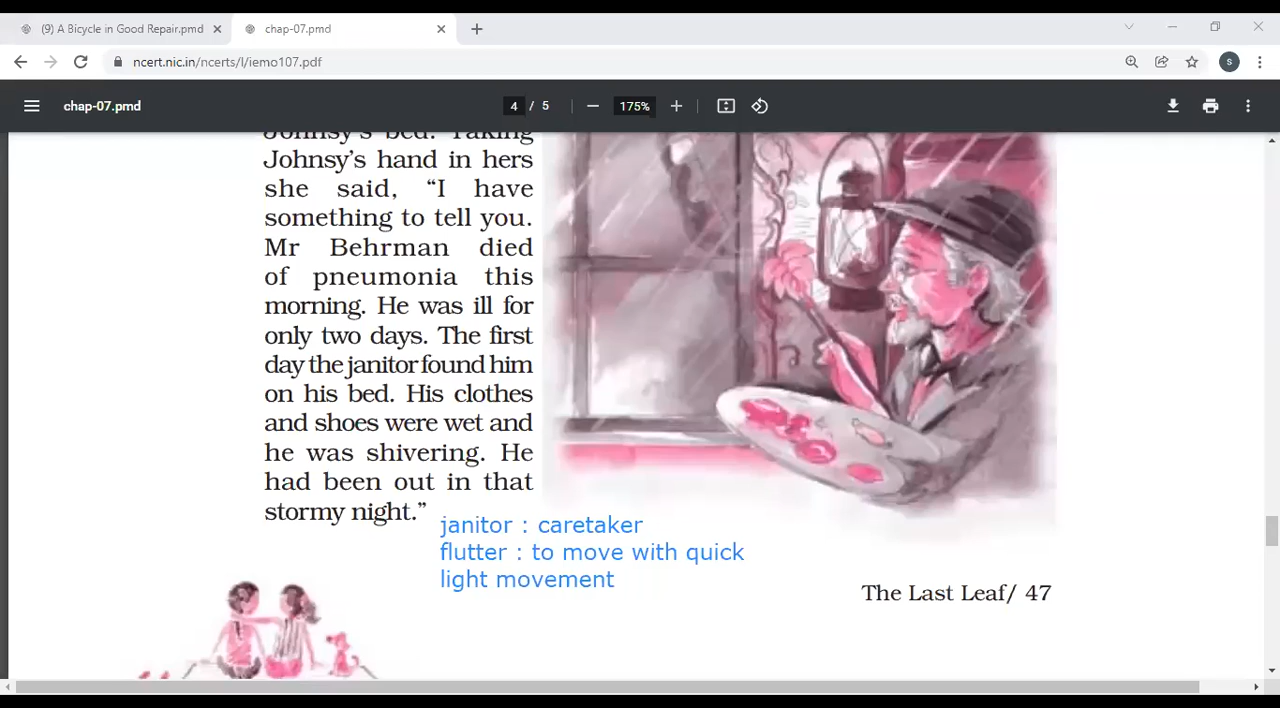 (9) A Bicycle in Good Repair.pmd
chap-07.pmd
ncert.nic.in/ncerts/l/iemo107.pdf
S
chap-07.pmd
4 / 5
175%
Johnsy's bed. Taking
Johnsy's hand in hers
she said, “I have
something to tell you.
Mr Behrman died
of pneumonia this
morning. He was ill for
only two days. The first
day the janitor found him
on his bed. His clothes
and shoes were wet and
he was shivering. He
had been out in that
stormy night.”
janitor : caretaker
flutter : to move with quick
light movement
The Last Leaf/ 47